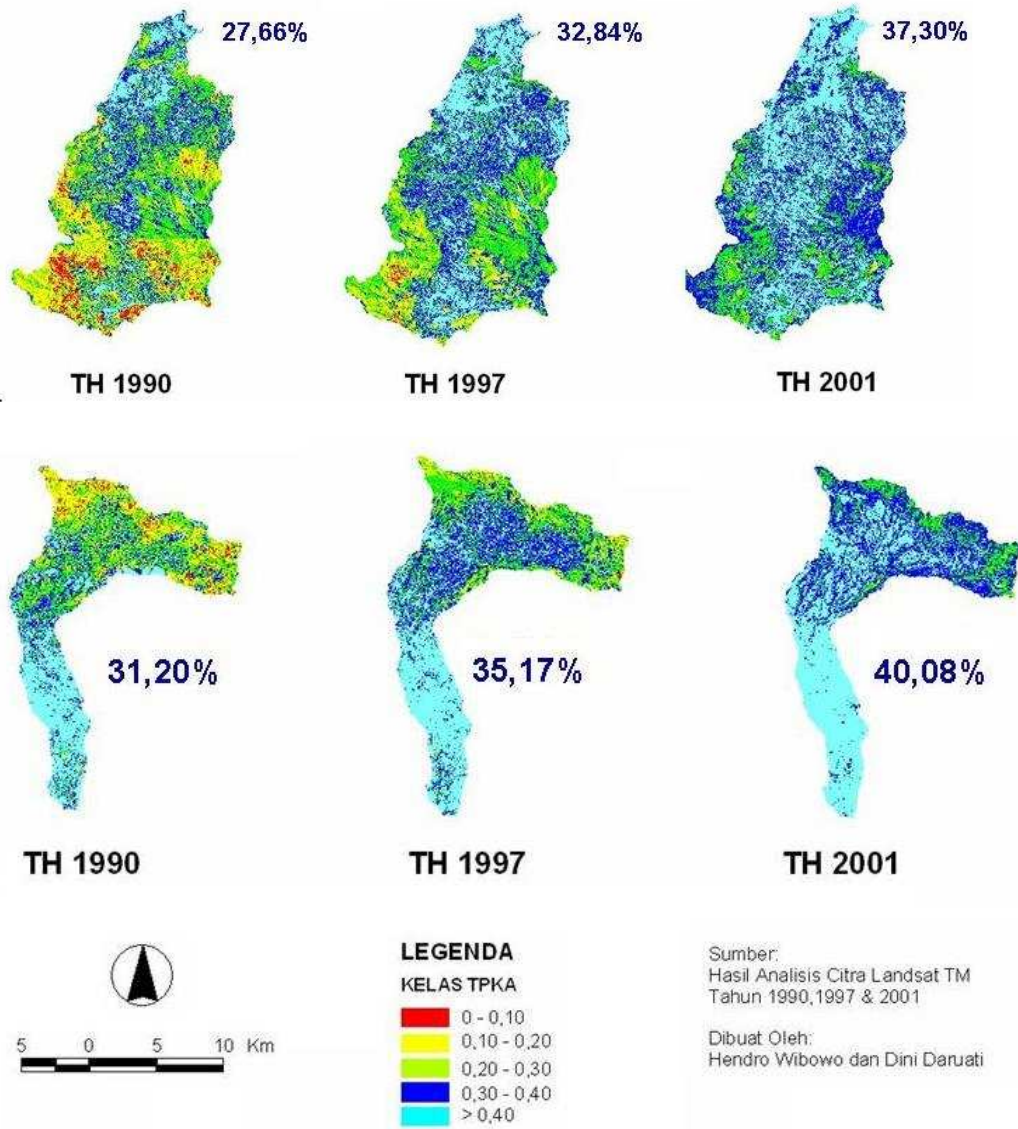 27,66%
32,84%
37,30%
TH 1990
TH 1997
TH 2001
31,20%
35,17%
40,08%
TH 1990
TH 1997
TH 2001
5 0 5 10 Km
LEGENDA
KELAS TPKA
0 - 0,10
0,10 - 0,20
0,20 - 0,30
0,30 - 0,40
> 0,40
Sumber:
Hasil Analisis Citra Landsat TM
Tahun 1990,1997 & 2001
Dibuat Oleh:
Hendro Wibowo dan Dini Daruati